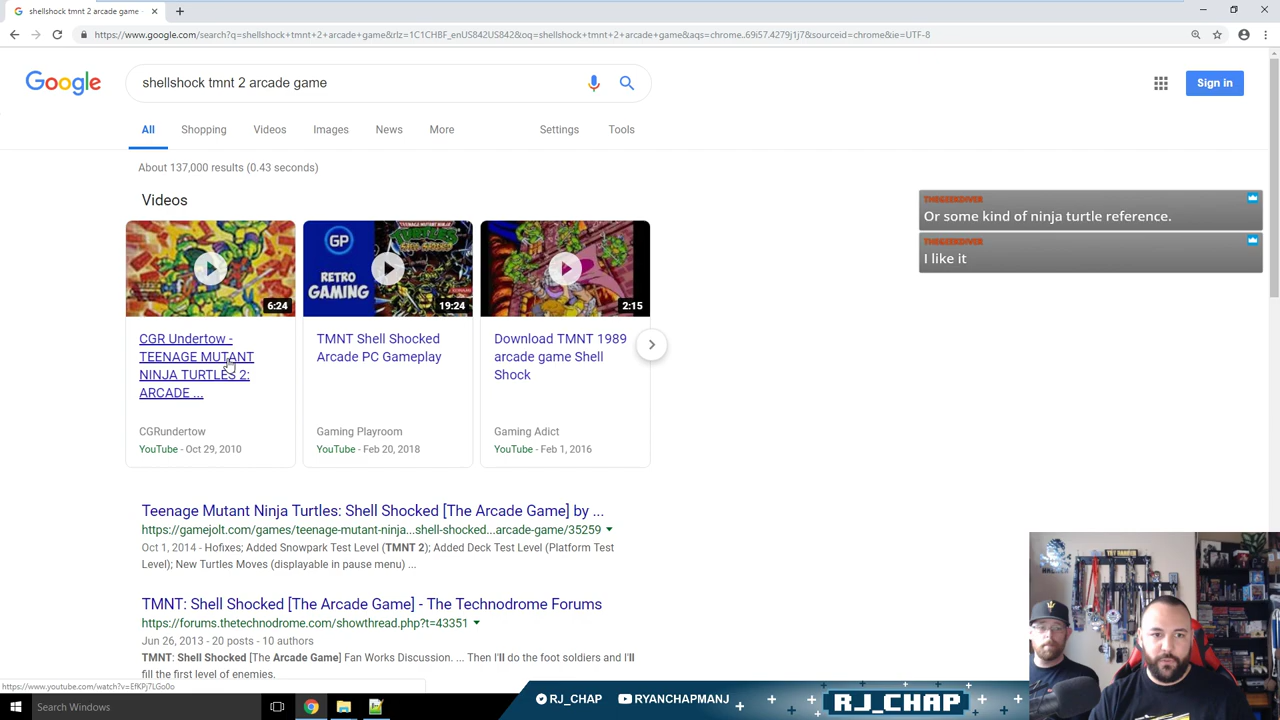 shellshock tmnt 2 arcade game -
https://www.google.com/search?q=shellshock+tmnt+2+arcade+game&rlz=1C1CHBF_enUS842US842&oq=shellshock+tmnt+2+arcade+game&aqs=chrome..69i57.4279j1j7&sourceid=chrome&ie=UTF-8
Google
shellshock tmnt 2 arcade game
Sign in
All Shopping Videos Images News More Settings Tools
About 137,000 results (0.43 seconds)
Videos
THEGEEKDIVER
Or some kind of ninja turtle reference.
THEGEEKDIVER
I like it
6:24
GP
RETRO
GAMING
19:24
2:15
CGR Undertow -
TEENAGE MUTANT
NINJA TURTLES 2:
ARCADE ...
CGRundertow
YouTube - Oct 29, 2010
TMNT Shell Shocked
Arcade PC Gameplay
Gaming Playroom
YouTube - Feb 20, 2018
Download TMNT 1989
arcade game Shell
Shock
Gaming Adict
YouTube - Feb 1, 2016
Teenage Mutant Ninja Turtles: Shell Shocked [The Arcade Game] by ...
https://gamejolt.com/games/teenage-mutant-ninja...shell-shocked...arcade-game/35259
Oct 1, 2014 - Hofixes; Added Snowpark Test Level (TMNT 2); Added Deck Test Level (Platform Test
Level); New Turtles Moves (displayable in pause menu) ...
TMNT: Shell Shocked [The Arcade Game] - The Technodrome Forums
https://forums.thetechnodrome.com/showthread.php?t=43351
Jun 26, 2013 - 20 posts - 10 authors
TMNT: Shell Shocked [The Arcade Game] Fan Works Discussion. ... Then I'll do the foot soldiers and I'll
fill the first level of enemies.
https://www.youtube.com/watch?v=EfKPj7LGo0o
Search Windows
RJ_CHAP
RYANCHAPMANJ
RJ_CHAP